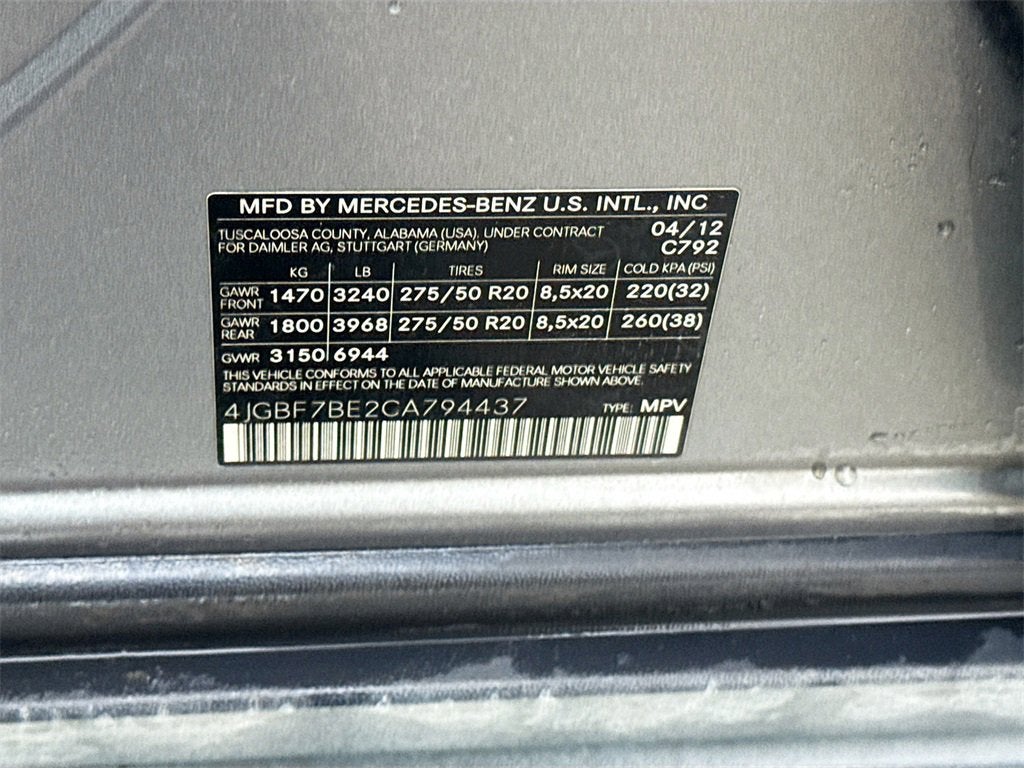 MFD BY MERCEDES-BENZ U.S. INTL., INC
TUSCALOOSA COUNTY, ALABAMA (USA), UNDER CONTRACT 04/12
FOR DAIMLER AG, STUTTGART (GERMANY) C792
KG LB TIRES RIM SIZE COLD KPA (PSI)
GAWR FRONT 1470 3240 275/50 R20 8,5x20 220(32)
GAWR REAR 1800 3968 275/50 R20 8,5x20 260(38)
GVWR 3150 6944
THIS VEHICLE CONFORMS TO ALL APPLICABLE FEDERAL MOTOR VEHICLE SAFETY
STANDARDS IN EFFECT ON THE DATE OF MANUFACTURE SHOWN ABOVE.
4JGBF7BE2CA794437 TYPE: MPV